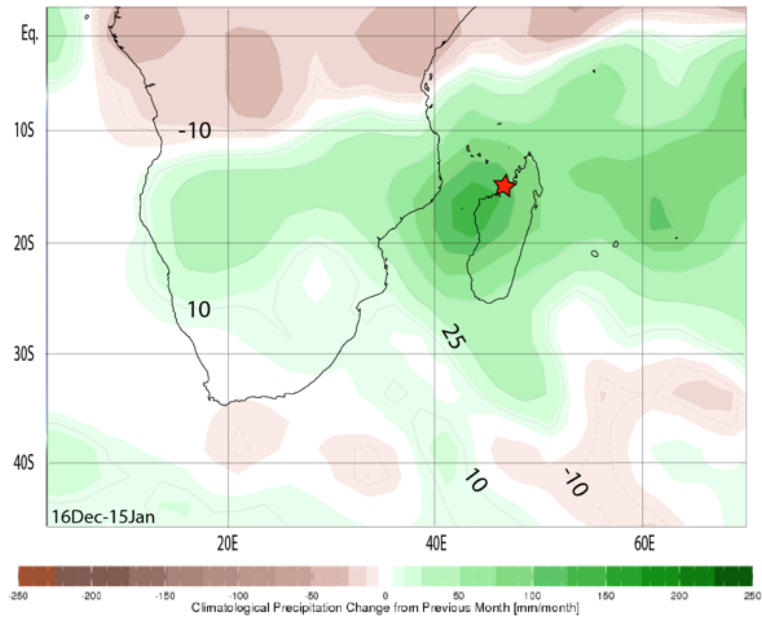 Eq.
-10
10S
20S
10
25
30S
40S
10
-10
16Dec-15Jan
20E
40E
60E
-250
-200
-150
-100
-50
0
50
100
150
200
250
Climatological Precipitation Change from Previous Month [mm/month]